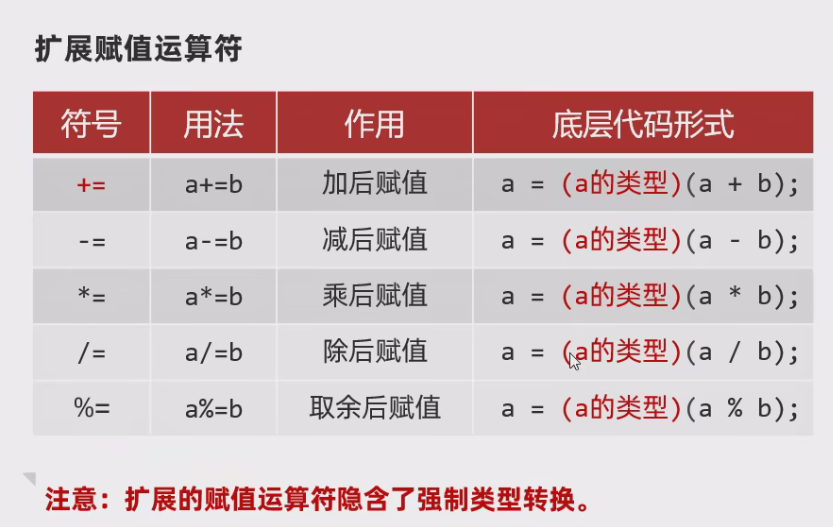 扩展赋值运算符
符号 用法 作用 底层代码形式
+= a+=b 加后赋值 a = (a的类型)(a + b);
-= a-=b 减后赋值 a = (a的类型)(a - b);
*= a*=b 乘后赋值 a = (a的类型)(a * b);
/= a/=b 除后赋值 a = (a的类型)(a / b);
%= a%=b 取余后赋值 a = (a的类型)(a % b);
注意：扩展的赋值运算符隐含了强制类型转换。